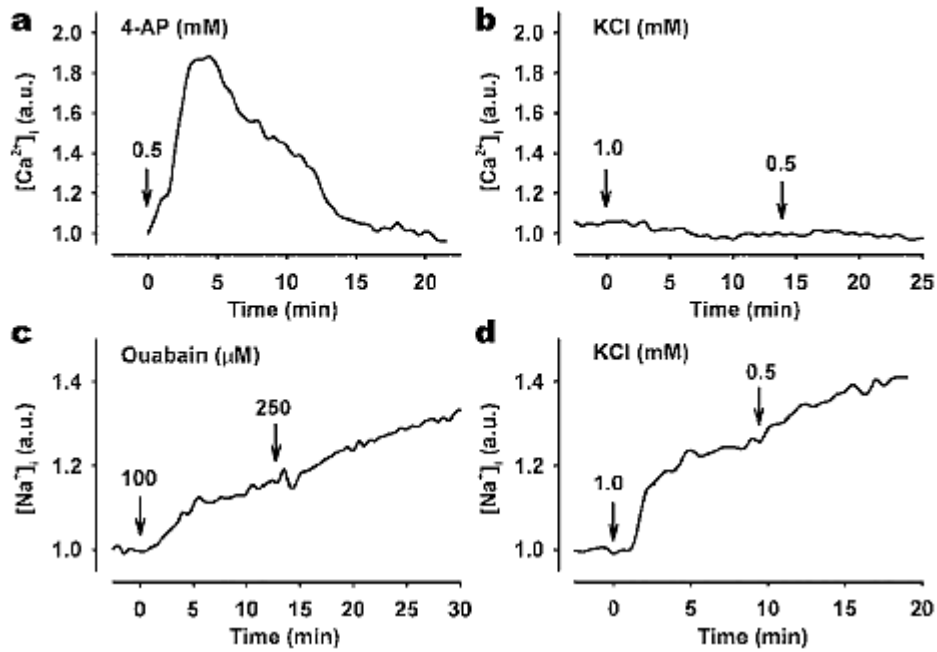 a
4-AP (mM)
2.0
1.8
1.6
1.4
1.2
1.0
[Ca2+]i (a.u.)
0.5
0 5 10 15 20
Time (min)
b
KCl (mM)
2.0
1.8
1.6
1.4
1.2
1.0
[Ca2+]i (a.u.)
1.0
0.5
0 5 10 15 20 25
Time (min)
c
Ouabain (µM)
1.4
1.2
1.0
[Na+]i (a.u.)
100
250
0 5 10 15 20 25 30
Time (min)
d
KCl (mM)
1.4
1.2
1.0
[Na+]i (a.u.)
1.0
0.5
0 5 10 15 20
Time (min)